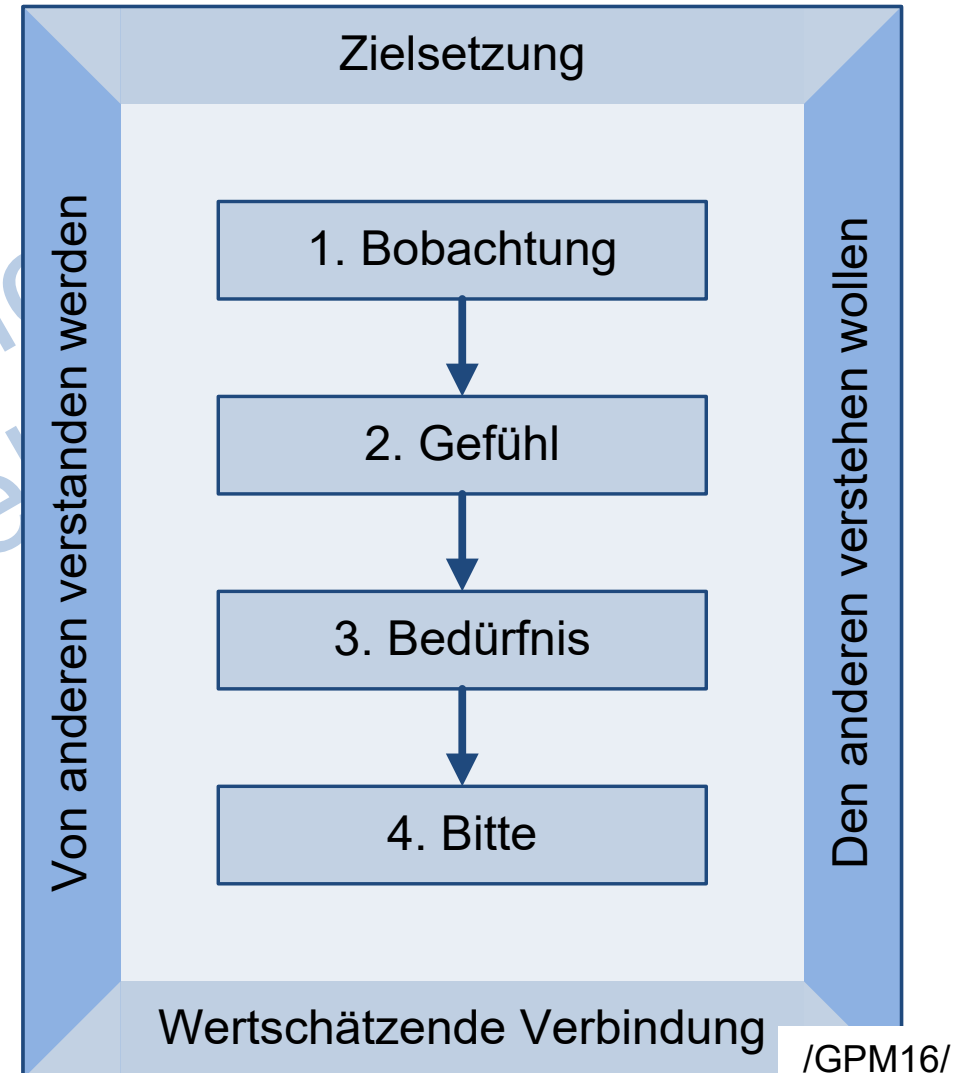 Zielsetzung
Von anderen verstanden werden
1. Bobachtung
2. Gefühl
3. Bedürfnis
4. Bitte
Den anderen verstehen wollen
Wertschätzende Verbindung
/GPM16/